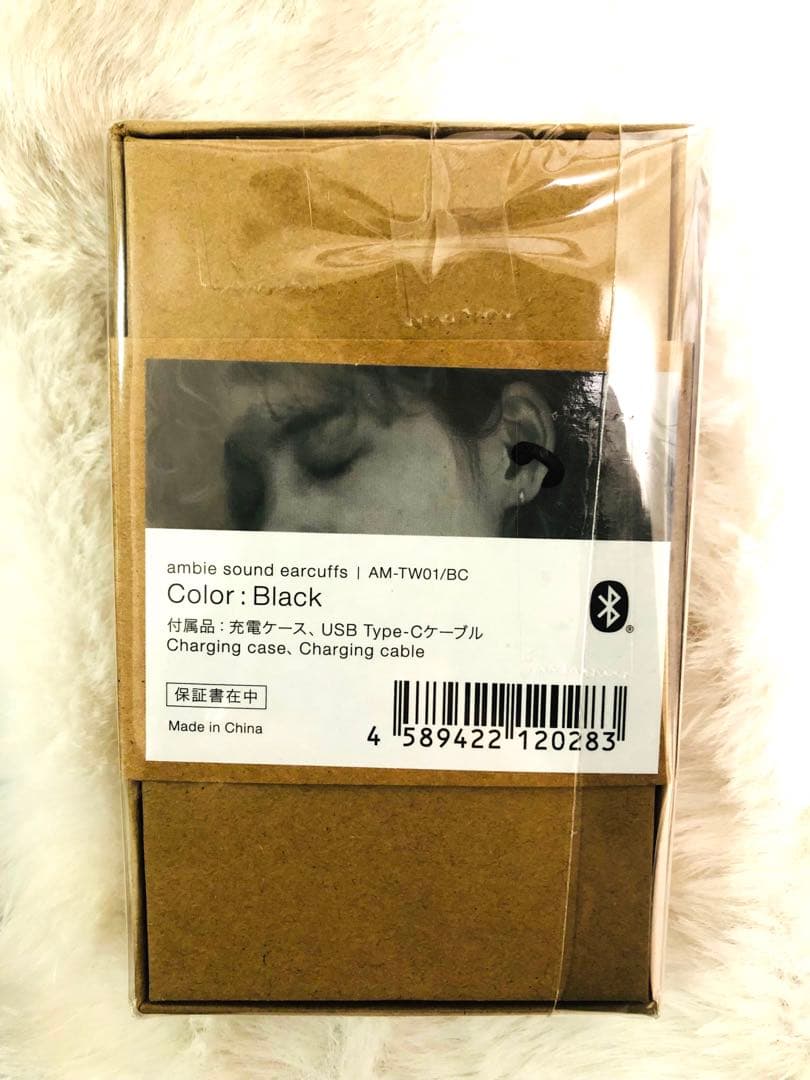 ambie sound earcuffs | AM-TW01/BC
Color : Black
付属品：充電ケース、USB Type-Cケーブル
Charging case、Charging cable
保証書在中
Made in China
4 589422 120283